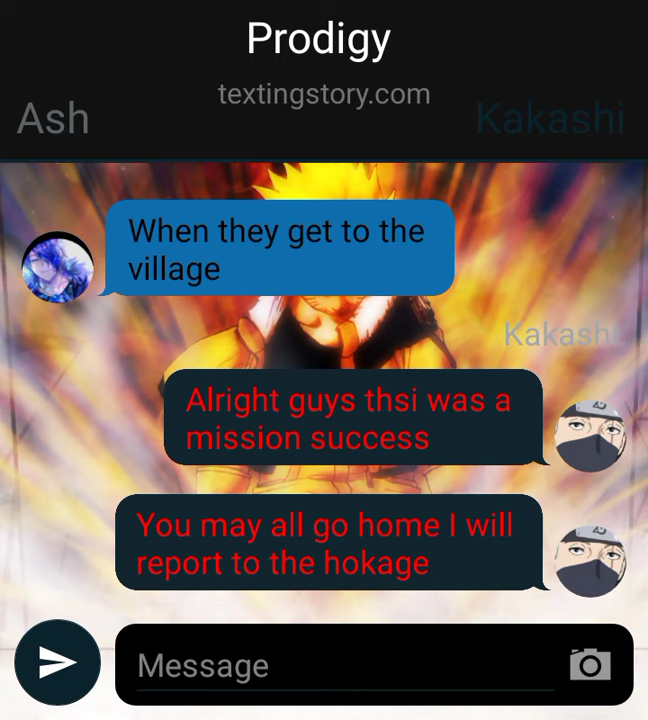 Prodigy
textingstory.com
Ash
Kakashi
When they get to the
village
Kakashi
Alright guys thsi was a
mission success
You may all go home I will
report to the hokage
Message